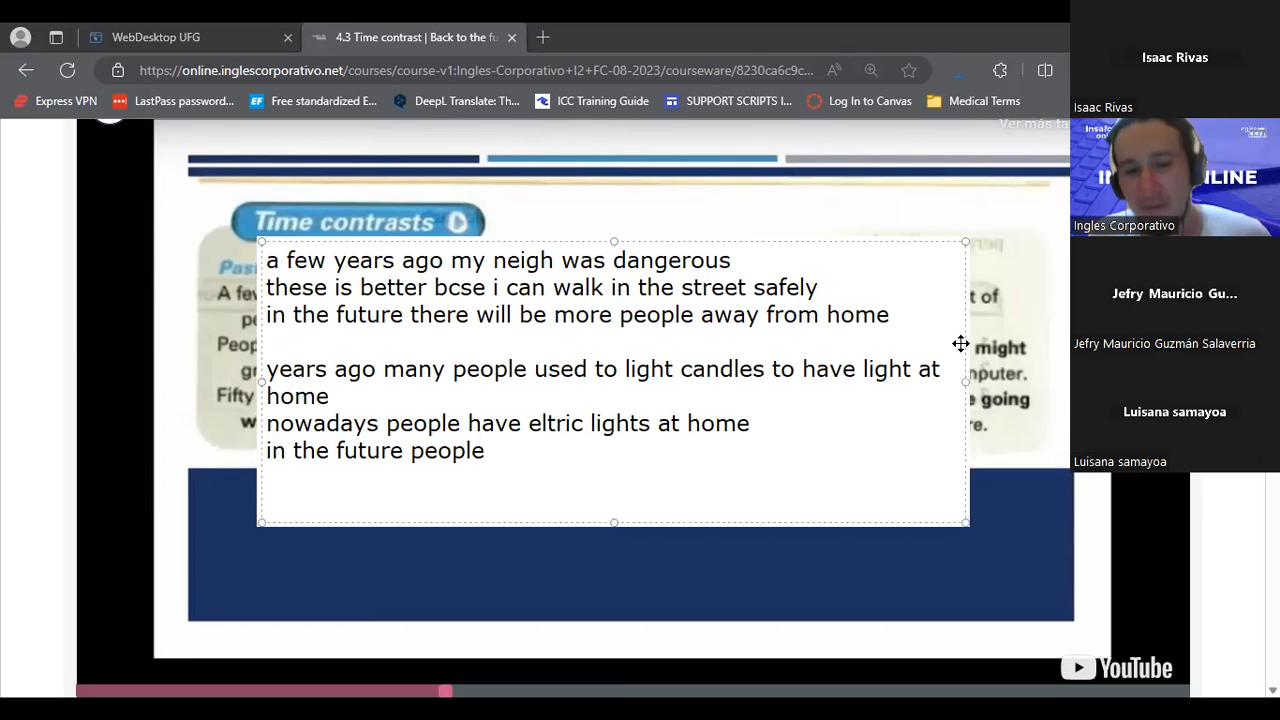 WebDesktop UFG
4.3 Time contrast | Back to the fu
https://online.inglescorporativo.net/courses/course-v1:Ingles-Corporativo+I2+FC-08-2023/courseware/8230ca6c9c...
Express VPN
LastPass password...
Free standardized E...
DeepL Translate: Th...
ICC Training Guide
SUPPORT SCRIPTS I...
Log In to Canvas
Medical Terms
Time contrasts
a few years ago my neigh was dangerous
these is better bcse i can walk in the street safely
in the future there will be more people away from home
years ago many people used to light candles to have light at
home
nowadays people have eltric lights at home
in the future people
A few
Fifty
t of
might
nputer.
going
YouTube
Isaac Rivas
Isaac Rivas
Ingles Corporativo
Jefry Mauricio Gu...
Jefry Mauricio Guzmán Salaverria
Luisana samayoa
Luisana samayoa